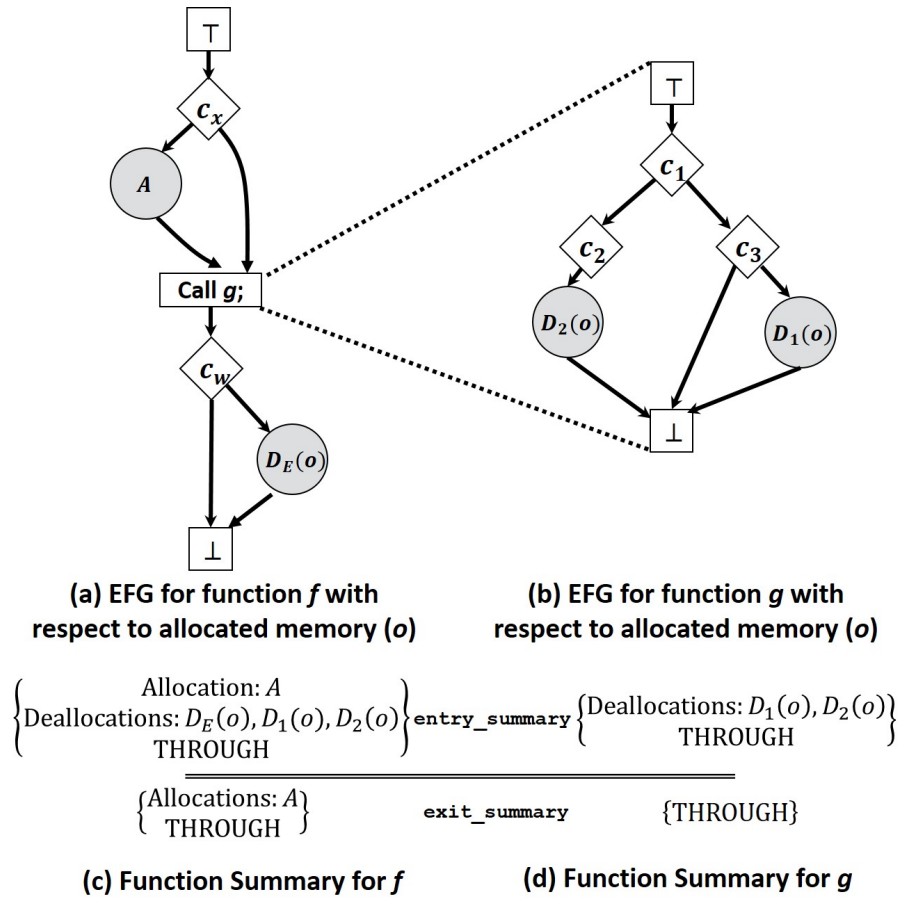 ⊤
c_x
A
Call g;
c_w
D_E(o)
⊥
⊤
c_1
c_2
c_3
D_2(o)
D_1(o)
⊥
(a) EFG for function f with
respect to allocated memory (o)
(b) EFG for function g with
respect to allocated memory (o)
Allocation: A
Deallocations: D_E(o), D_1(o), D_2(o)
THROUGH
entry_summary
Deallocations: D_1(o), D_2(o)
THROUGH
Allocations: A
THROUGH
exit_summary
{THROUGH}
(c) Function Summary for f
(d) Function Summary for g